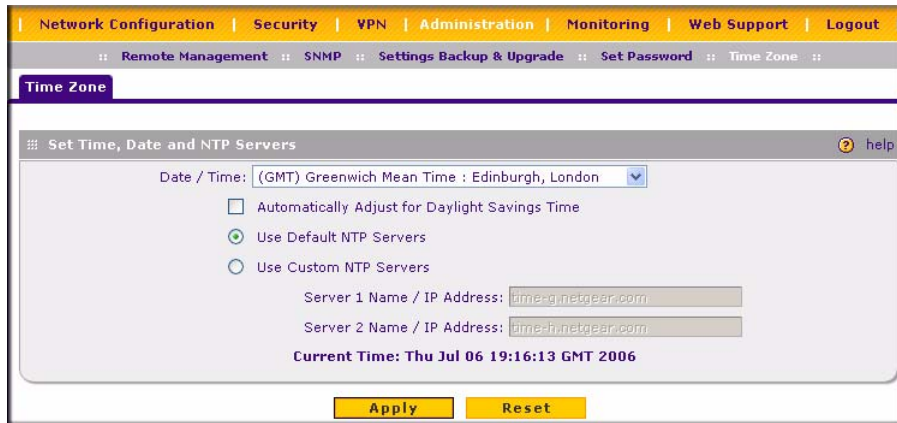 | Network Configuration | Security | VPN | Administration | Monitoring | Web Support | Logout
:: Remote Management :: SNMP :: Settings Backup & Upgrade :: Set Password :: Time Zone ::
Time Zone
Set Time, Date and NTP Servers
? help
Date / Time: (GMT) Greenwich Mean Time : Edinburgh, London
Automatically Adjust for Daylight Savings Time
Use Default NTP Servers
Use Custom NTP Servers
Server 1 Name / IP Address: time-g.netgear.com
Server 2 Name / IP Address: time-h.netgear.com
Current Time: Thu Jul 06 19:16:13 GMT 2006
Apply Reset